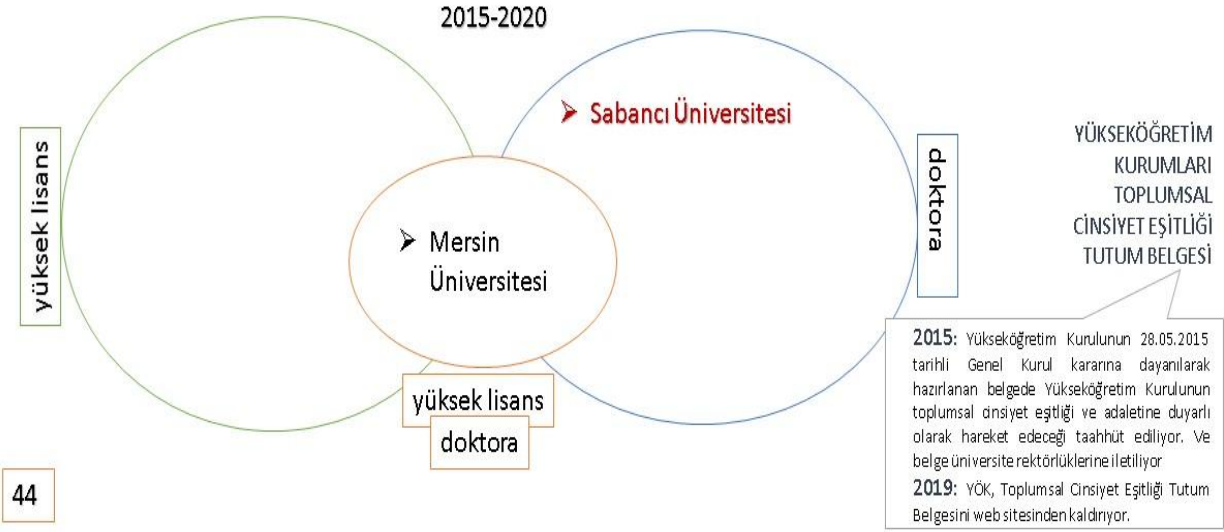 2015-2020
yüksek lisans
➢ Sabancı Üniversitesi
➢ Mersin
Üniversitesi
yüksek lisans
doktora
doktora
YÜKSEKÖĞRETİM
KURUMLARI
TOPLUMSAL
CİNSİYET EŞİTLİĞİ
TUTUM BELGESİ
2015: Yükseköğretim Kurulunun 28.05.2015
tarihli Genel Kurul kararına dayanılarak
hazırlanan belgede Yükseköğretim Kurulunun
toplumsal cinsiyet eşitliği ve adaletine duyarlı
olarak hareket edeceği taahhüt ediliyor. Ve
belge üniversite rektörlüklerine iletiliyor
2019: YÖK, Toplumsal Cinsiyet Eşitliği Tutum
Belgesini web sitesinden kaldırıyor.
44